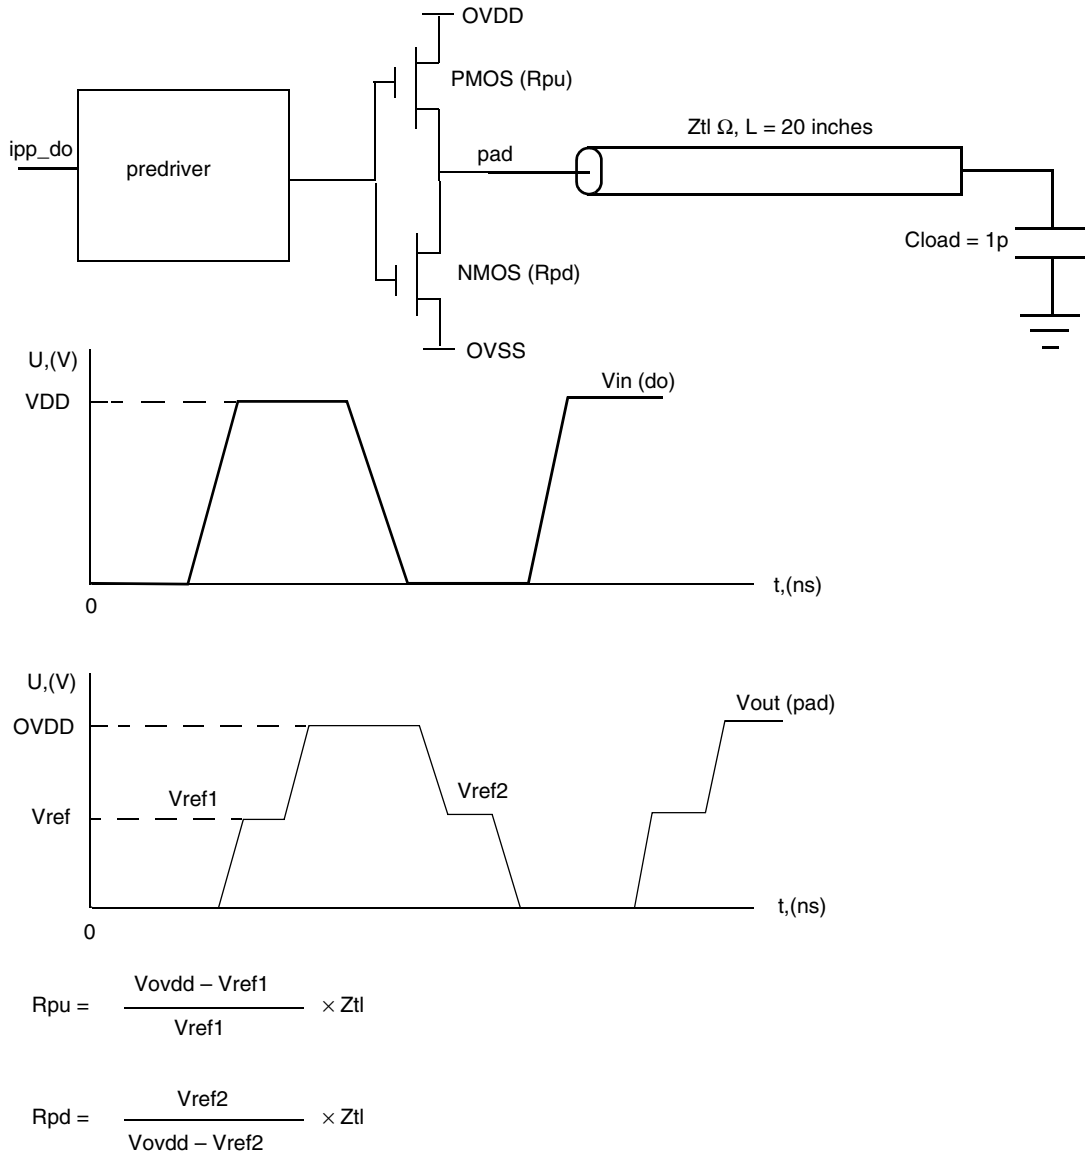 OVDD
PMOS (Rpu)
ipp_do
predriver
pad
Ztl Ω, L = 20 inches
Cload = 1p
NMOS (Rpd)
OVSS
U,(V)
VDD
Vin (do)
t,(ns)
0
U,(V)
OVDD
Vout (pad)
Vref
Vref1
Vref2
t,(ns)
0
Rpu = Vovdd – Vref1 × Ztl
Vref1
Rpd = Vref2 × Ztl
Vovdd – Vref2